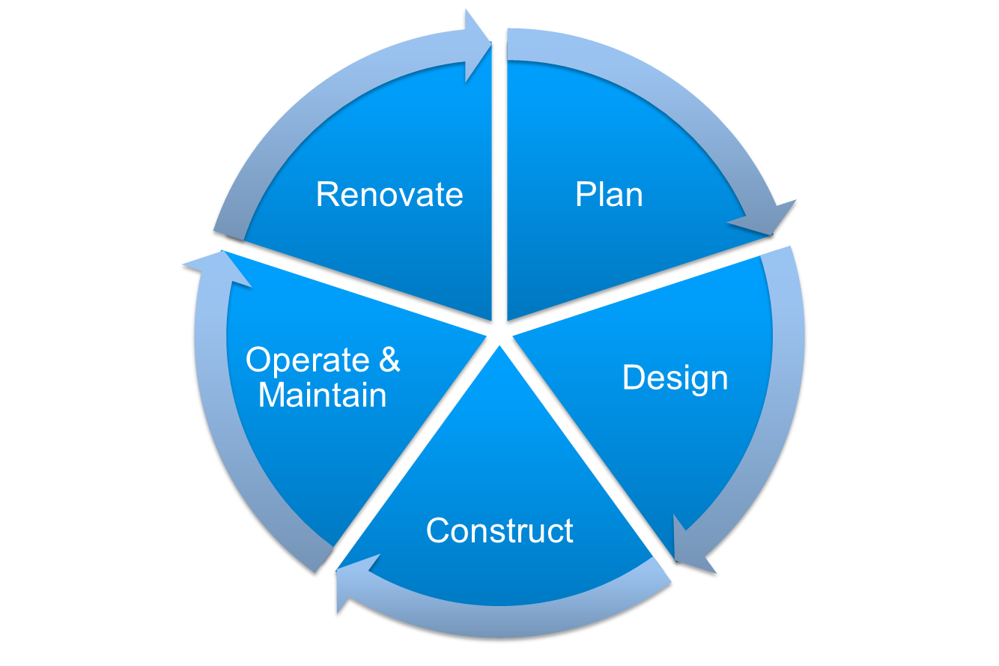 Renovate
Plan
Operate &
Maintain
Design
Construct